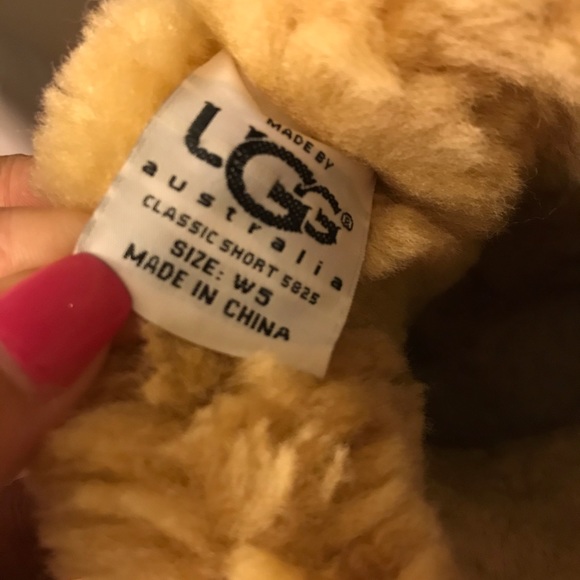 MADE BY
UGG®
australia
CLASSIC SHORT 5825
SIZE: W5
MADE IN CHINA